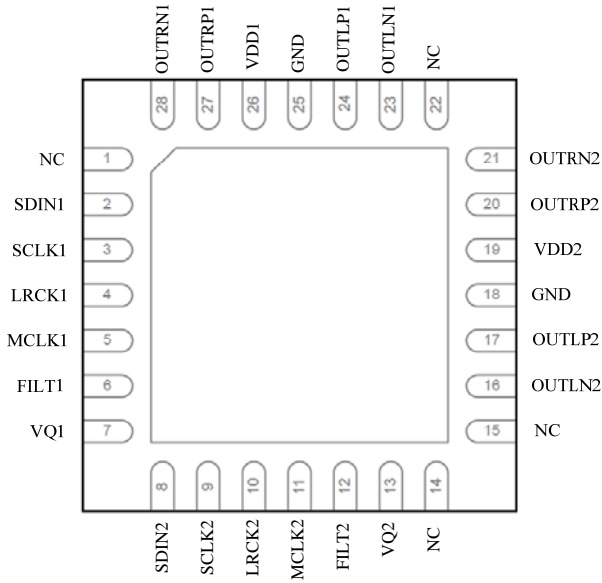 OUTRN1 OUTRP1 VDD1 GND OUTLP1 OUTLN1 NC
28 27 26 25 24 23 22
NC 1 21 OUTRN2
SDIN1 2 20 OUTRP2
SCLK1 3 19 VDD2
LRCK1 4 18 GND
MCLK1 5 17 OUTLP2
FILT1 6 16 OUTLN2
VQ1 7 15 NC
8 9 10 11 12 13 14
SDIN2 SCLK2 LRCK2 MCLK2 FILT2 VQ2 NC